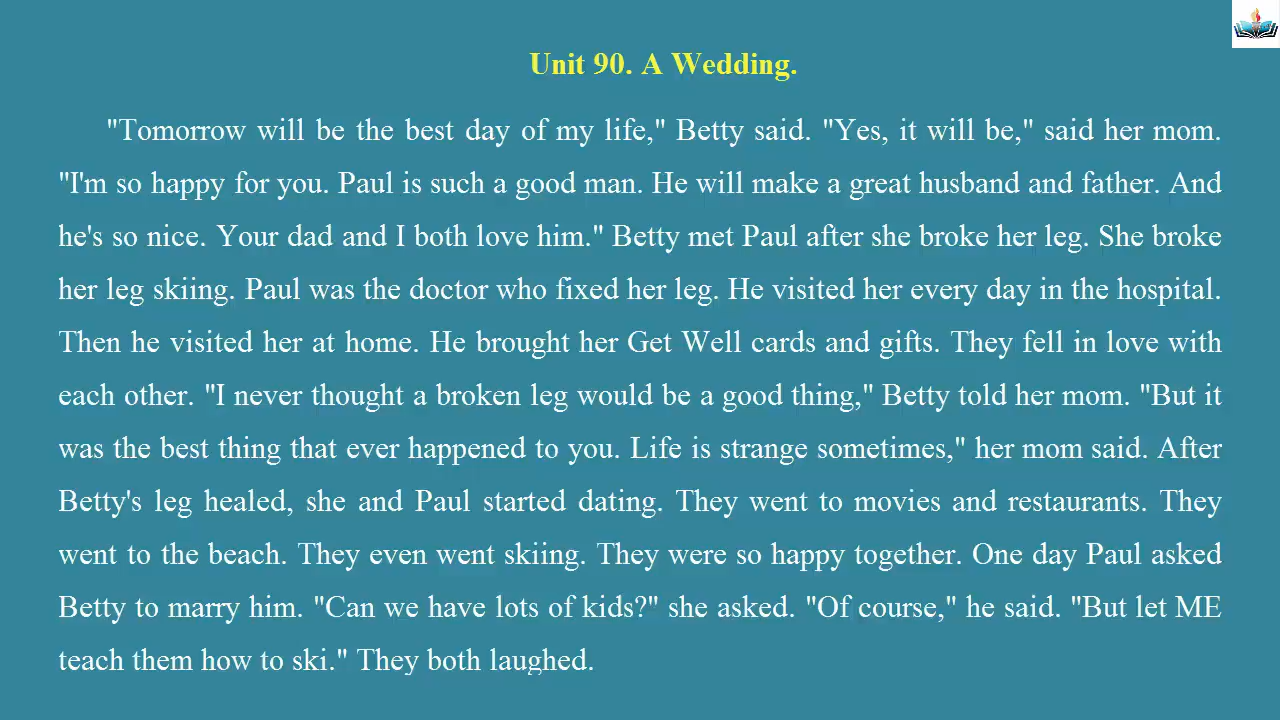 Unit 90. A Wedding.
"Tomorrow will be the best day of my life," Betty said. "Yes, it will be," said her mom.
"I'm so happy for you. Paul is such a good man. He will make a great husband and father. And
he's so nice. Your dad and I both love him." Betty met Paul after she broke her leg. She broke
her leg skiing. Paul was the doctor who fixed her leg. He visited her every day in the hospital.
Then he visited her at home. He brought her Get Well cards and gifts. They fell in love with
each other. "I never thought a broken leg would be a good thing," Betty told her mom. "But it
was the best thing that ever happened to you. Life is strange sometimes," her mom said. After
Betty's leg healed, she and Paul started dating. They went to movies and restaurants. They
went to the beach. They even went skiing. They were so happy together. One day Paul asked
Betty to marry him. "Can we have lots of kids?" she asked. "Of course," he said. "But let ME
teach them how to ski." They both laughed.